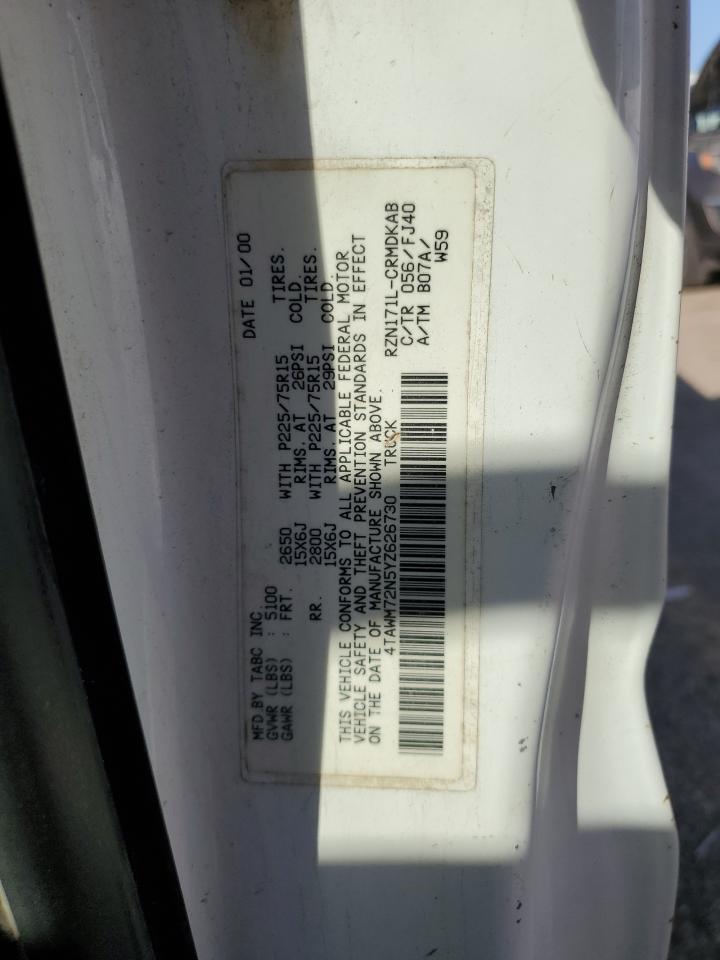 MFD.BY TABC INC. DATE 01/00
GVWR (LBS) : 5100
GAWR (LBS) : FRT. 2650 WITH P225/75R15 TIRES.
15X6J RIMS. AT 26PSI COLD.
RR. 2800 WITH P225/75R15 TIRES.
15X6J RIMS. AT 29PSI COLD.
THIS VEHICLE CONFORMS TO ALL APPLICABLE FEDERAL MOTOR
VEHICLE SAFETY AND THEFT PREVENTION STANDARDS IN EFFECT
ON THE DATE OF MANUFACTURE SHOWN ABOVE.
4TAWM72N5YZ626730 TRUCK RZN171L-CRMDKAB
C/TR 056/FJ40
A/TM B07A/
W59